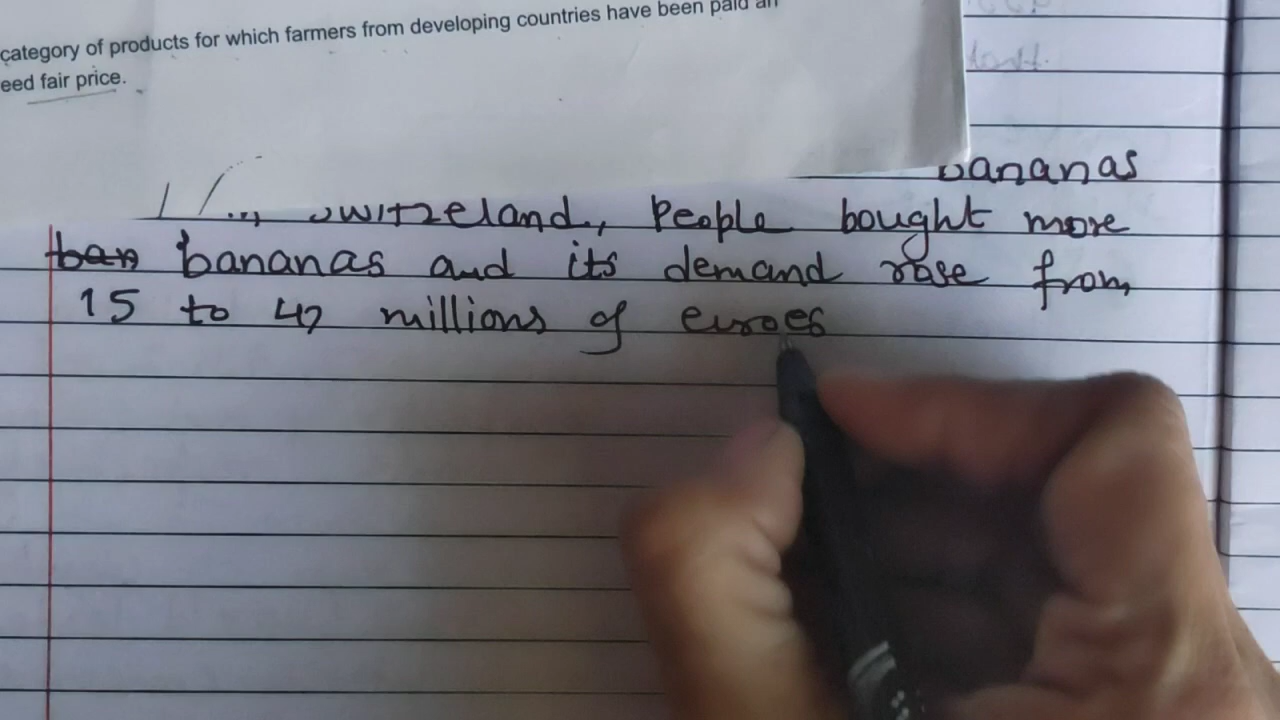 category of products for which farmers from developing countries have been paid an
eed fair price.
bananas
Switzeland, People bought more
ban bananas and its demand rose from
15 to 47 millions of euroes